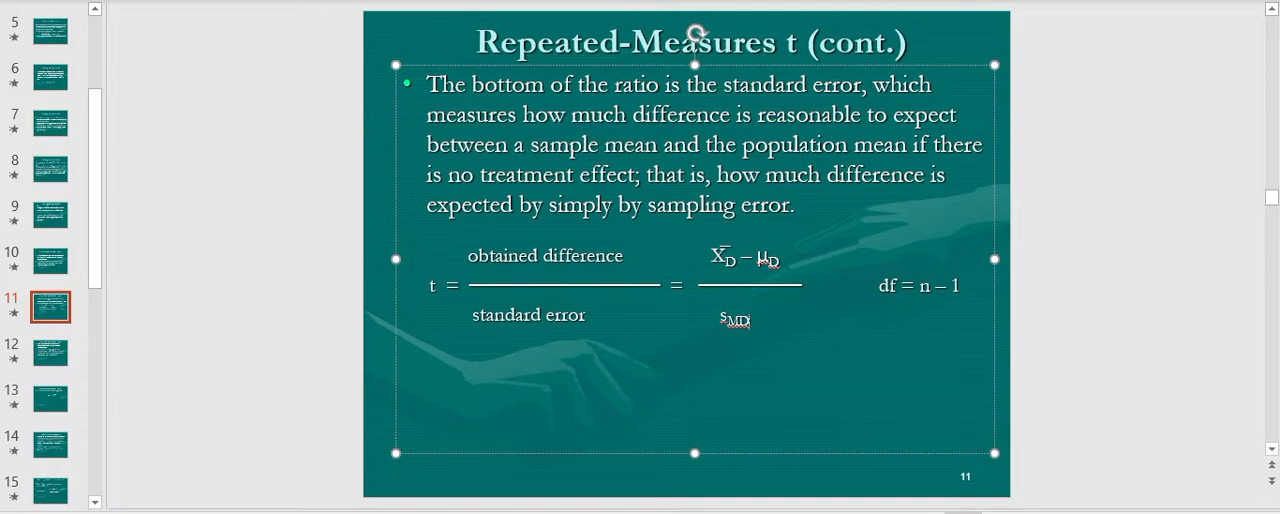 5
6
7
8
9
10
11
12
13
14
15
Repeated-Measures t (cont.)
• The bottom of the ratio is the standard error, which
measures how much difference is reasonable to expect
between a sample mean and the population mean if there
is no treatment effect; that is, how much difference is
expected by simply by sampling error.
obtained difference X̅D – μD
t = = df = n – 1
standard error sMD
11